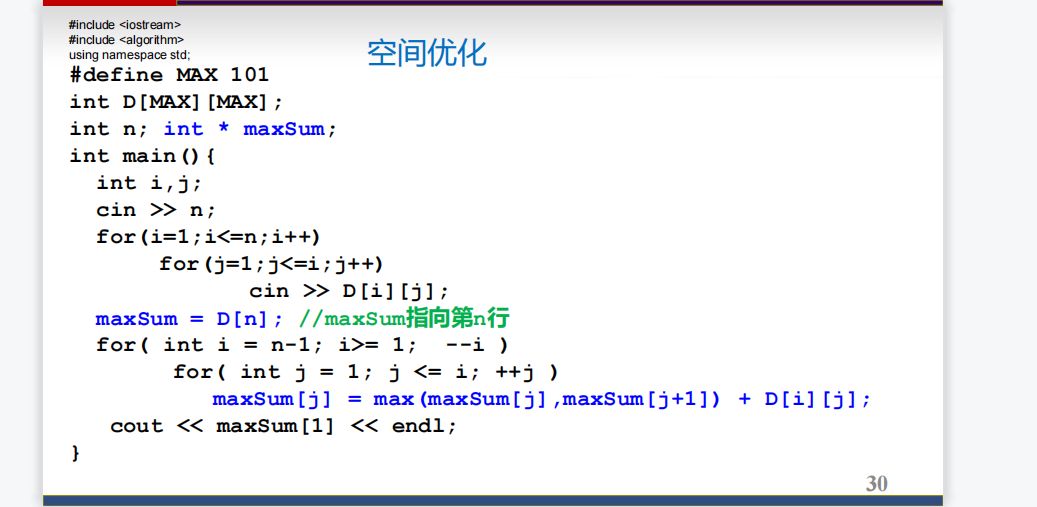 #include <iostream>
#include <algorithm>
using namespace std;
空间优化
#define MAX 101
int D[MAX][MAX];
int n; int * maxSum;
int main(){
int i,j;
cin >> n;
for(i=1;i<=n;i++)
for(j=1;j<=i;j++)
cin >> D[i][j];
maxSum = D[n]; //maxSum指向第n行
for( int i = n-1; i>= 1; --i )
for( int j = 1; j <= i; ++j )
maxSum[j] = max(maxSum[j],maxSum[j+1]) + D[i][j];
cout << maxSum[1] << endl;
}
30